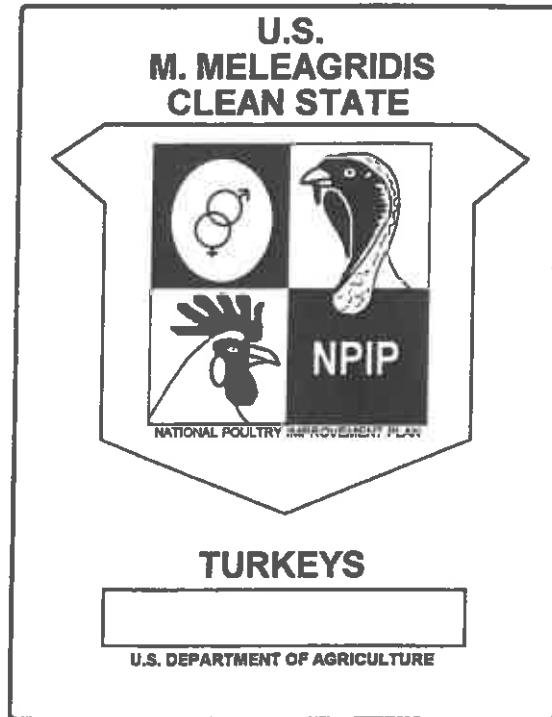 U.S.
M. MELEAGRIDIS
CLEAN STATE
NPIP
NATIONAL POULTRY IMPROVEMENT PLAN
TURKEYS
U.S. DEPARTMENT OF AGRICULTURE